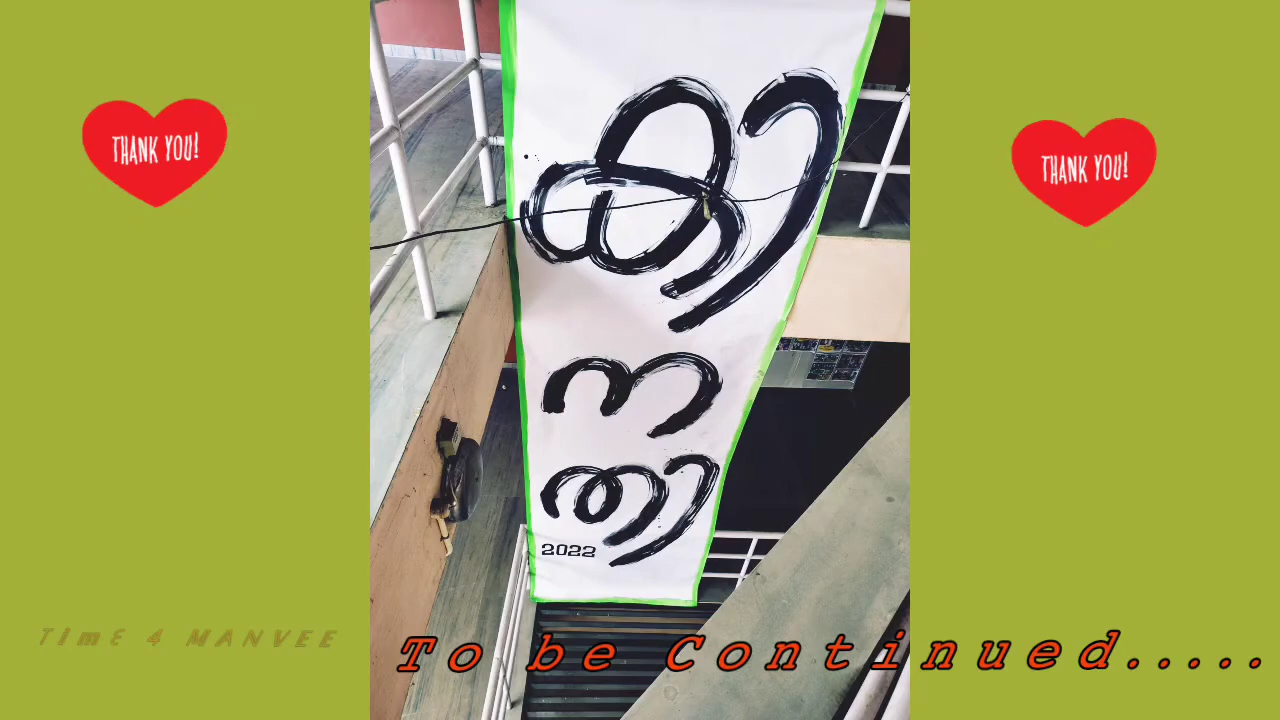 THANK YOU!
THANK YOU!
കാ
ന
താ
2022
TimE 4 MANVEE
To be Continued.....